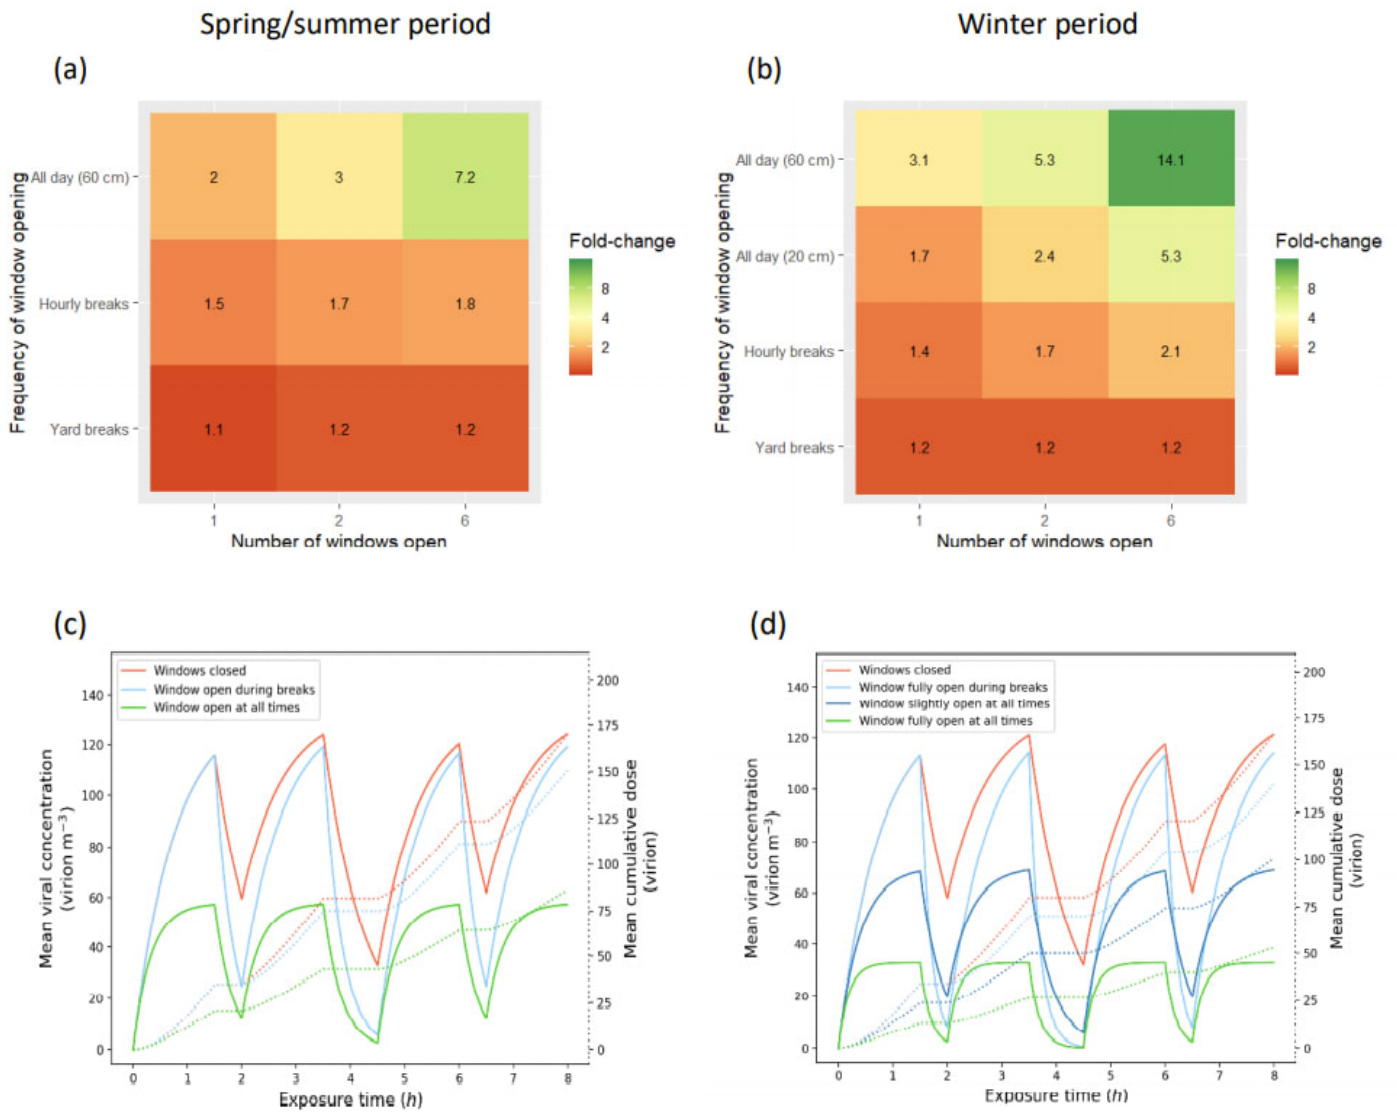 Spring/summer period
Winter period
(a)
(b)
Frequency of window opening
All day (60 cm)
Hourly breaks
Yard breaks
2 3 7.2
1.5 1.7 1.8
1.1 1.2 1.2
1 2 6
Number of windows open
Fold-change
8
4
2
Frequency of window opening
All day (60 cm)
All day (20 cm)
Hourly breaks
Yard breaks
3.1 5.3 14.1
1.7 2.4 5.3
1.4 1.7 2.1
1.2 1.2 1.2
1 2 6
Number of windows open
Fold-change
8
4
2
(c)
(d)
Windows closed
Window open during breaks
Window open at all times
Mean viral concentration
(virion m⁻³)
140
120
100
80
60
40
20
0
200
175
150
125
100
75
50
25
0
Mean cumulative dose
(virion)
0 1 2 3 4 5 6 7 8
Exposure time (h)
Windows closed
Window fully open during breaks
Window slightly open at all times
Window fully open at all times
Mean viral concentration
(virion m⁻³)
140
120
100
80
60
40
20
0
200
175
150
125
100
75
50
25
0
Mean cumulative dose
(virion)
0 1 2 3 4 5 6 7 8
Exposure time (h)